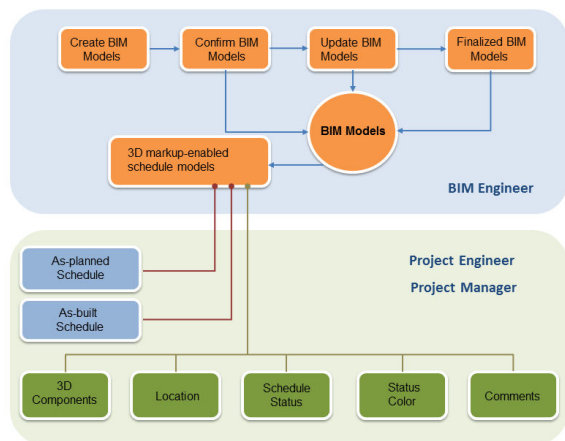 Create BIM
Models
Confirm BIM
Models
Update BIM
Models
Finalized BIM
Models
BIM Models
3D markup-enabled
schedule models
BIM Engineer
As-planned
Schedule
Project Engineer
Project Manager
As-built
Schedule
3D
Components
Location
Schedule
Status
Status
Color
Comments